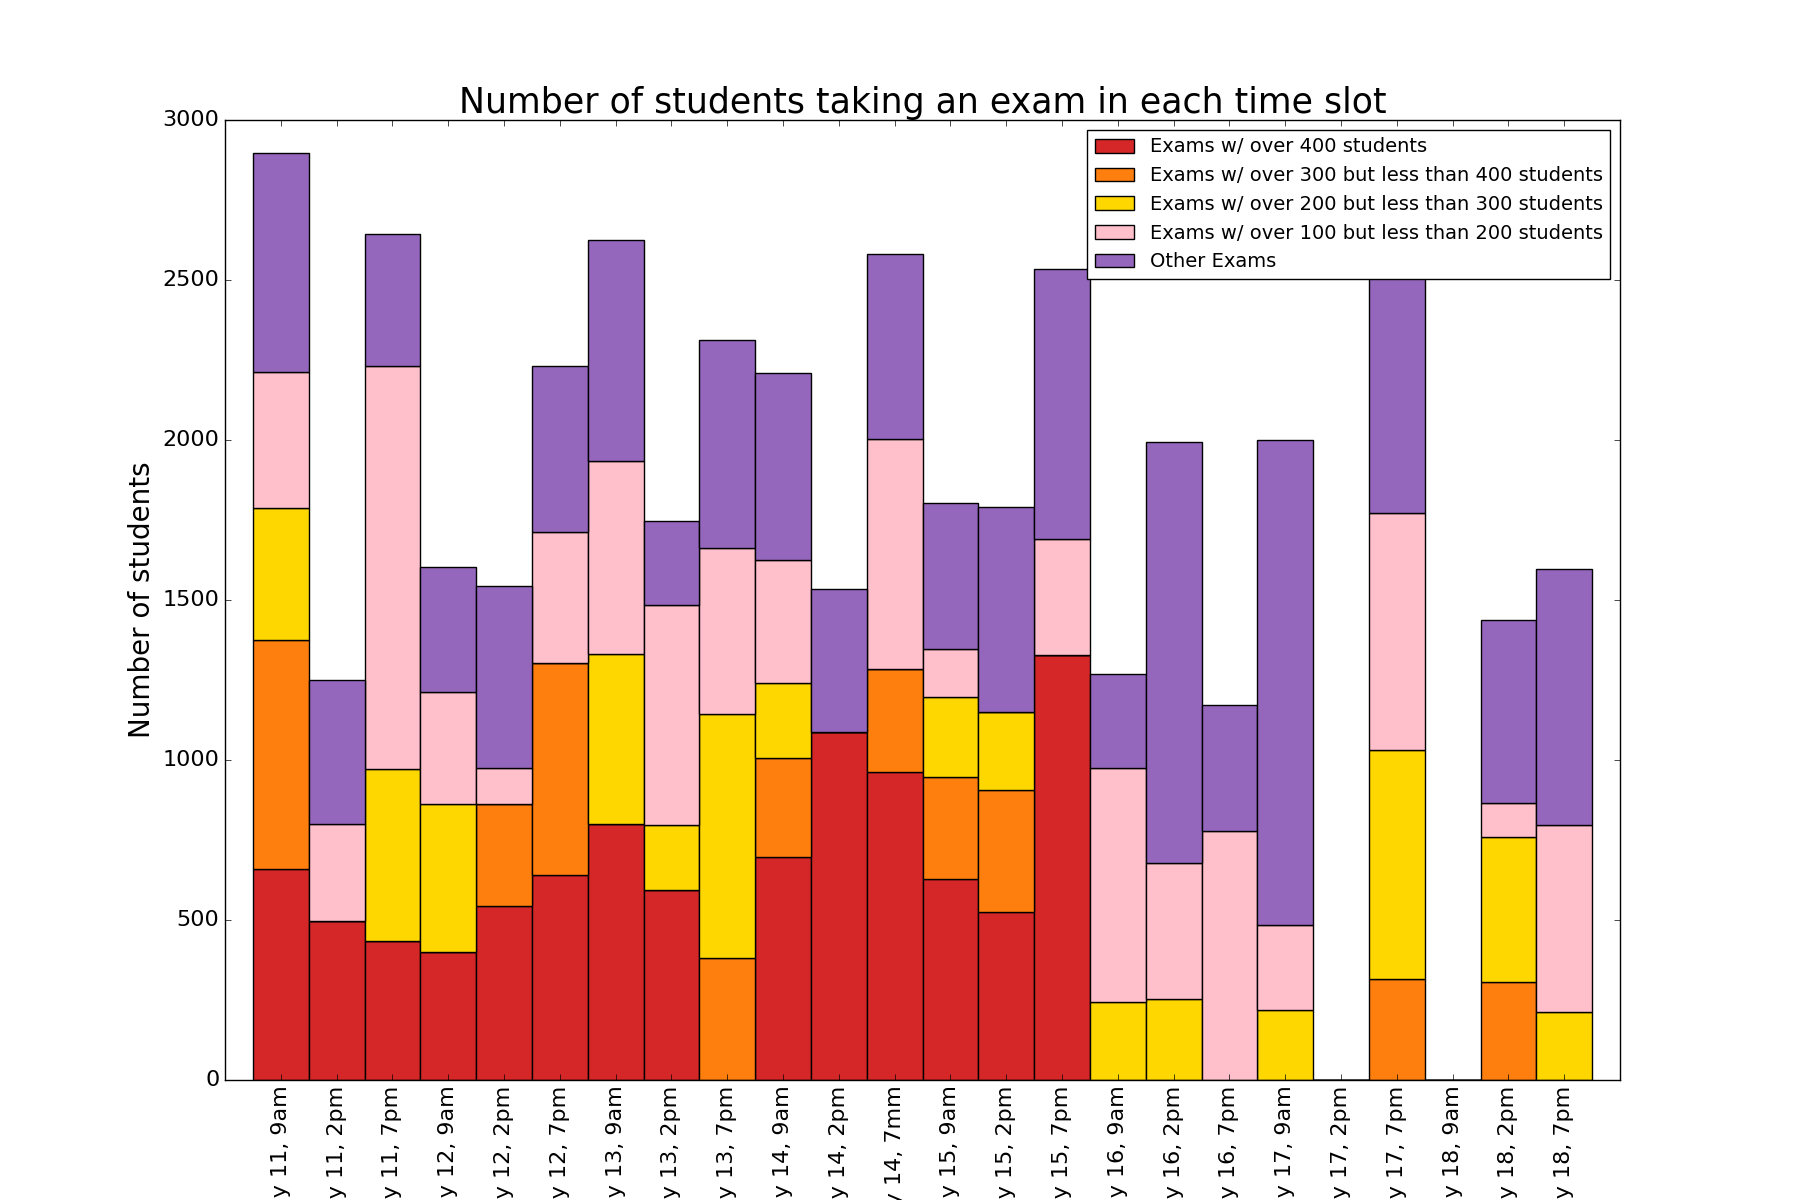 Number of students taking an exam in each time slot
Exams w/ over 400 students
Exams w/ over 300 but less than 400 students
Exams w/ over 200 but less than 300 students
Exams w/ over 100 but less than 200 students
Other Exams
Number of students
3000
2500
2000
1500
1000
500
0
y 11, 9am
y 11, 2pm
y 11, 7pm
y 12, 9am
y 12, 2pm
y 12, 7pm
y 13, 9am
y 13, 2pm
y 13, 7pm
y 14, 9am
y 14, 2pm
y 14, 7mm
y 15, 9am
y 15, 2pm
y 15, 7pm
y 16, 9am
y 16, 2pm
y 16, 7pm
y 17, 9am
y 17, 2pm
y 17, 7pm
y 18, 9am
y 18, 2pm
y 18, 7pm